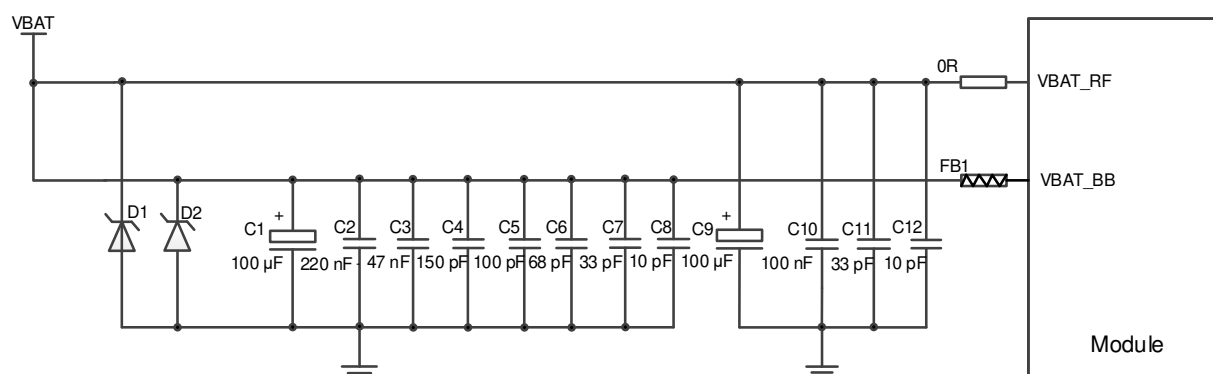 VBAT
0R
VBAT_RF
FB1
VBAT_BB
D1
D2
C1
+
C2
C3
C4
C5
C6
C7
C8
C9
+
C10
C11
C12
100 µF
220 nF
47 nF
150 pF
100 pF
68 pF
33 pF
10 pF
100 µF
100 nF
33 pF
10 pF
Module